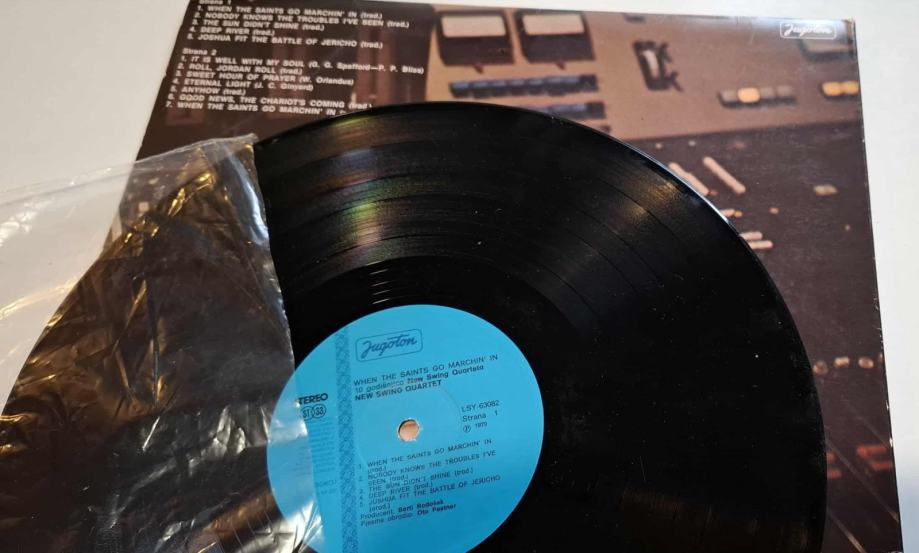 Strana 1
1. WHEN THE SAINTS GO MARCHIN' IN (trad.)
2. NOBODY KNOWS THE TROUBLES I'VE SEEN (trad.)
3. THE SUN DIDN'T SHINE (trad.)
4. DEEP RIVER (trad.)
5. JOSHUA FIT THE BATTLE OF JERICHO (trad.)
Strana 2
1. IT IS WELL WITH MY SOUL (G. G. Spafford—P. P. Bliss)
2. ROLL, JORDAN ROLL (trad.)
3. SWEET HOUR OF PRAYER (W. Orlandus)
4. ETERNAL LIGHT (J. C. Ginyard)
5. ANYHOW (trad.)
6. GOOD NEWS, THE CHARIOT'S COMING (trad.)
7. WHEN THE SAINTS GO MARCHIN' IN
Jugoton
Jugoton
WHEN THE SAINTS GO MARCHIN' IN
10 godišnjica New Swing Quarteta
NEW SWING QUARTET
TEREO
ST 33
LSY-63082
Strana 1
Ⓟ 1979
1. WHEN THE SAINTS GO MARCHIN' IN
(trad.)
2. NOBODY KNOWS THE TROUBLES I'VE
SEEN (trad.)
3. THE SUN DIDN'T SHINE (trad.)
4. DEEP RIVER (trad.)
5. JOSHUA FIT THE BATTLE OF JERICHO
(trad.)
Producent: Berti Rodošek
Pjesme obradio: Oto Pestner